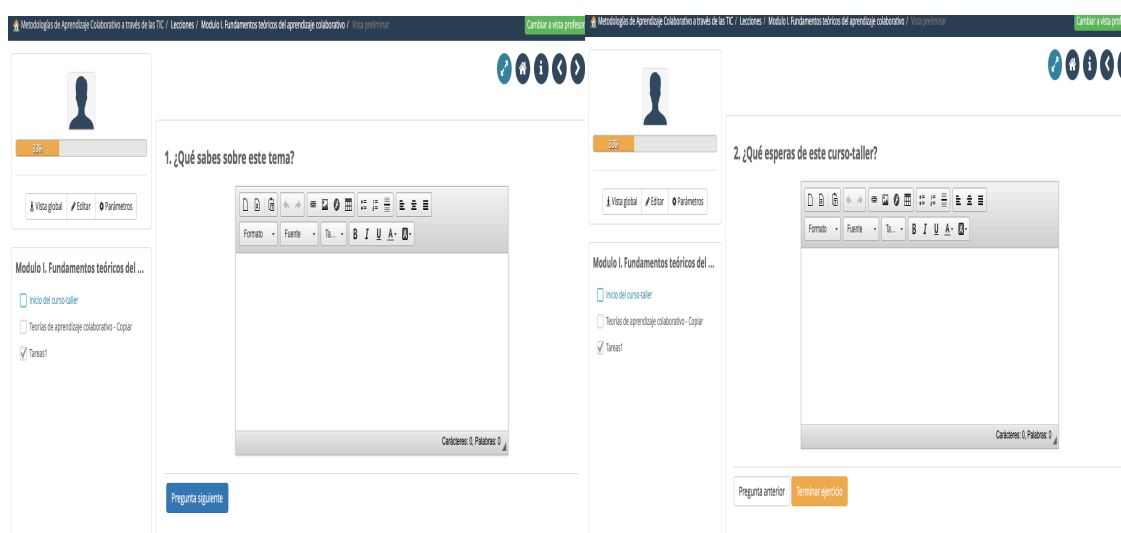 Metodologías de Aprendizaje Colaborativo a través de las TIC / Lecciones / Modulo I. Fundamentos teóricos del aprendizaje colaborativo / Vista preliminar
Cambiar a vista profesor
33%
Vista global Editar Parámetros
Modulo I. Fundamentos teóricos del ...
Inicio del curso-taller
Teorías de aprendizaje colaborativo - Copiar
Tareas1
1. ¿Qué sabes sobre este tema?
Formato Fuente Ta... B I U A A
Carácteres: 0, Palabras: 0
Pregunta siguiente
Metodologías de Aprendizaje Colaborativo a través de las TIC / Lecciones / Modulo I. Fundamentos teóricos del aprendizaje colaborativo / Vista preliminar
Cambiar a vista prof
33%
Vista global Editar Parámetros
Modulo I. Fundamentos teóricos del ...
Inicio del curso-taller
Teorías de aprendizaje colaborativo - Copiar
Tareas1
2. ¿Qué esperas de este curso-taller?
Formato Fuente Ta... B I U A A
Carácteres: 0, Palabras: 0
Pregunta anterior Terminar ejercicio